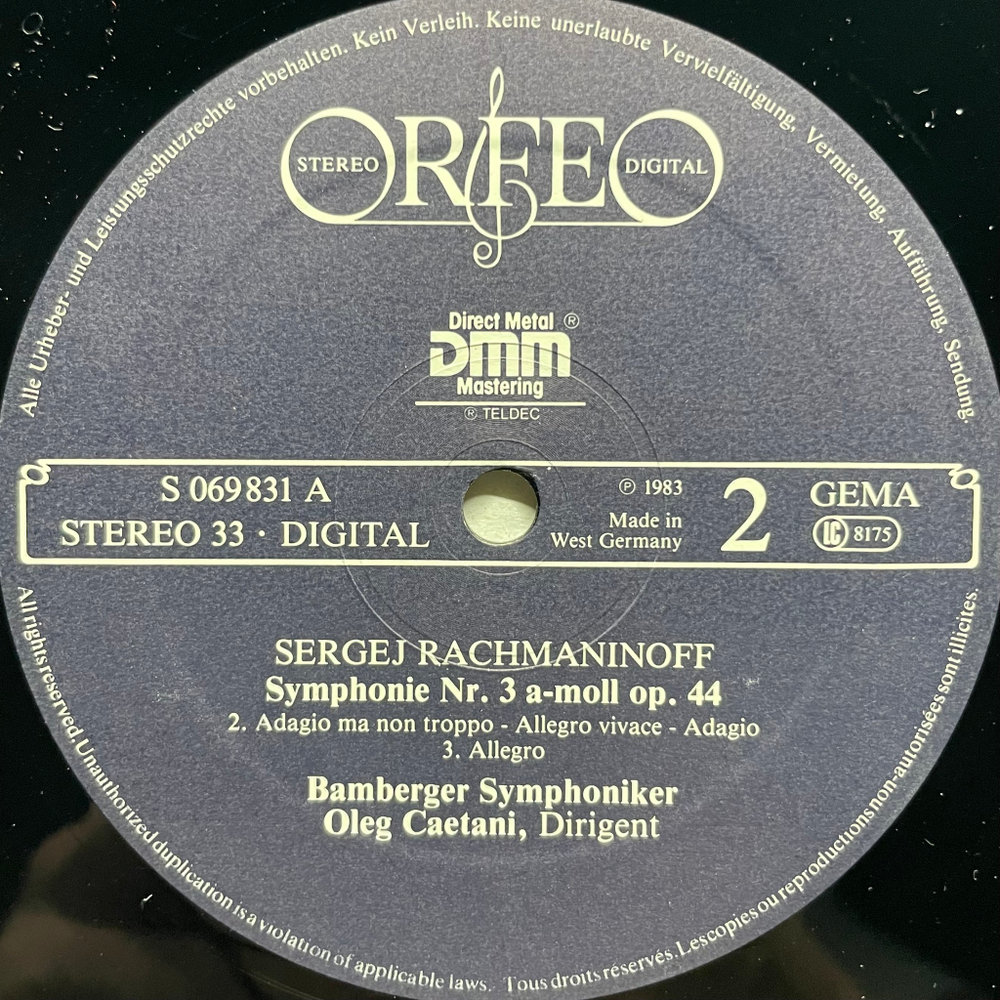 Alle Urheber- und Leistungsschutzrechte vorbehalten. Kein Verleih. Keine unerlaubte Vervielfältigung, Vermietung, Aufführung, Sendung.
STEREO ORFEO DIGITAL
Direct Metal ®
DMM
Mastering
® TELDEC
S 069831 A
STEREO 33 · DIGITAL
℗ 1983
Made in
West Germany
2
GEMA
LC 8175
SERGEJ RACHMANINOFF
Symphonie Nr. 3 a-moll op. 44
2. Adagio ma non troppo - Allegro vivace - Adagio
3. Allegro
Bamberger Symphoniker
Oleg Caetani, Dirigent
All rights reserved. Unauthorized duplication is a violation of applicable laws. Tous droits réservés. Les copies ou reproductions non-autorisées sont illicites.